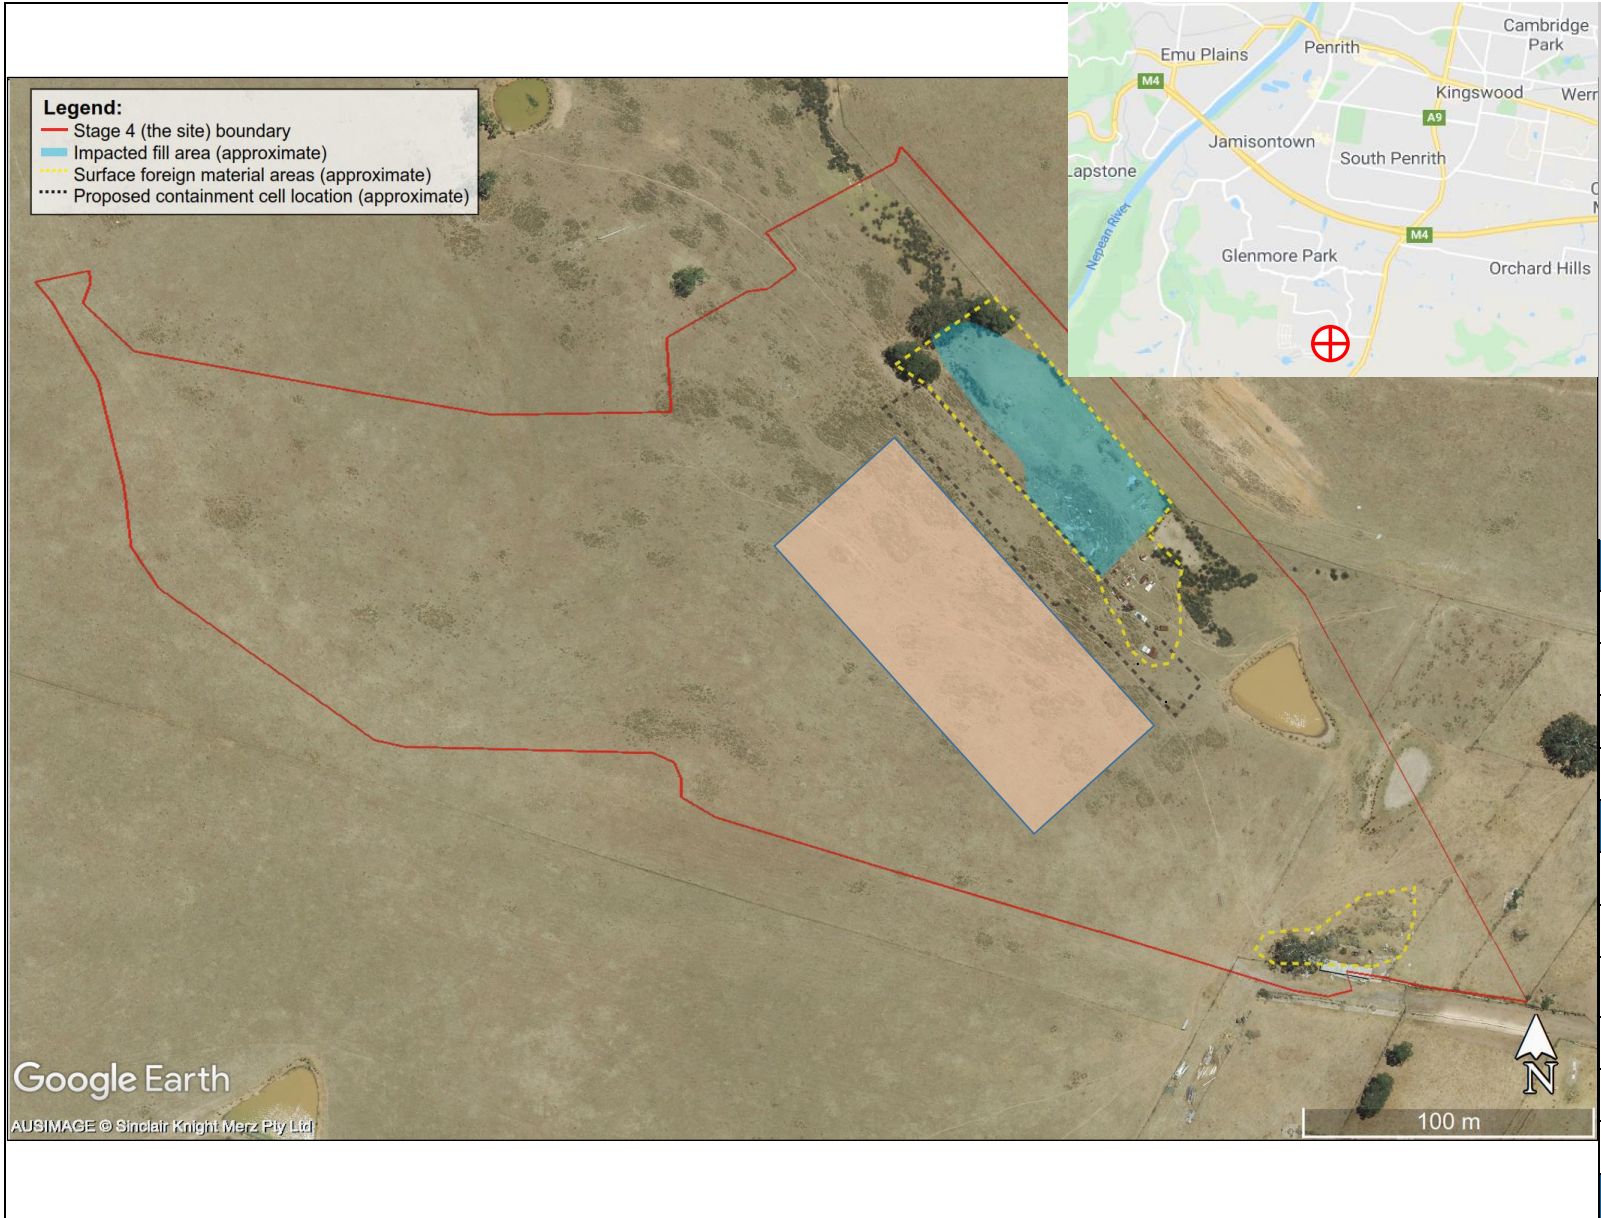 Legend:
Stage 4 (the site) boundary
Impacted fill area (approximate)
Surface foreign material areas (approximate)
Proposed containment cell location (approximate)
Cambridge
Park
Penrith
Emu Plains
M4
Kingswood
Werr
A9
Jamisontown
South Penrith
Lapstone
Nepean River
M4
Glenmore Park
Orchard Hills
Google Earth
AUSIMAGE © Sinclair Knight Merz Pty Ltd
N
100 m